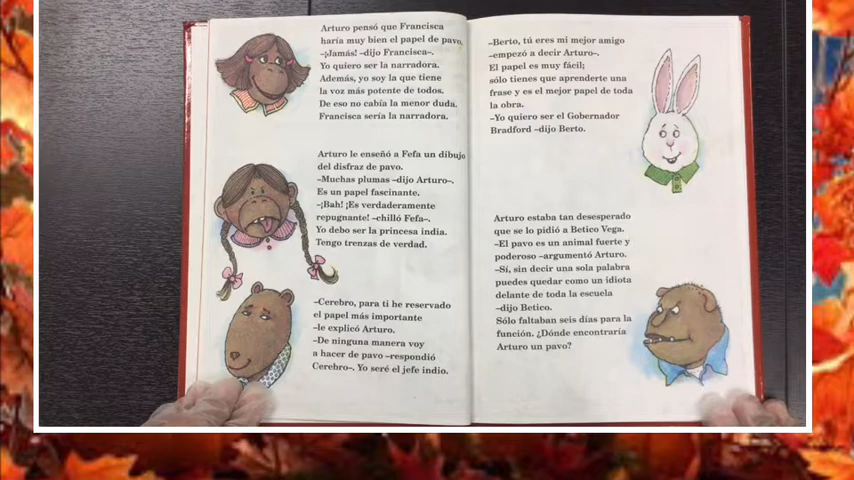 Arturo pensó que Francisca
haría muy bien el papel de pavo.
–¡Jamás! –dijo Francisca–.
Yo quiero ser la narradora.
Además, yo soy la que tiene
la voz más potente de todos.
De eso no cabía la menor duda.
Francisca sería la narradora.
Arturo le enseñó a Fefa un dibujo
del disfraz de pavo.
–Muchas plumas –dijo Arturo–.
Es un papel fascinante.
–¡Bah! ¡Es verdaderamente
repugnante! –chilló Fefa–.
Yo debo ser la princesa india.
Tengo trenzas de verdad.
–Cerebro, para ti he reservado
el papel más importante
–le explicó Arturo.
–De ninguna manera voy
a hacer de pavo –respondió
Cerebro–. Yo seré el jefe indio.
–Berto, tú eres mi mejor amigo
–empezó a decir Arturo–.
El papel es muy fácil;
sólo tienes que aprenderte una
frase y es el mejor papel de toda
la obra.
–Yo quiero ser el Gobernador
Bradford –dijo Berto.
Arturo estaba tan desesperado
que se lo pidió a Betico Vega.
–El pavo es un animal fuerte y
poderoso –argumentó Arturo.
–Sí, sin decir una sola palabra
puedes quedar como un idiota
delante de toda la escuela
–dijo Betico.
Sólo faltaban seis días para la
función. ¿Dónde encontraría
Arturo un pavo?